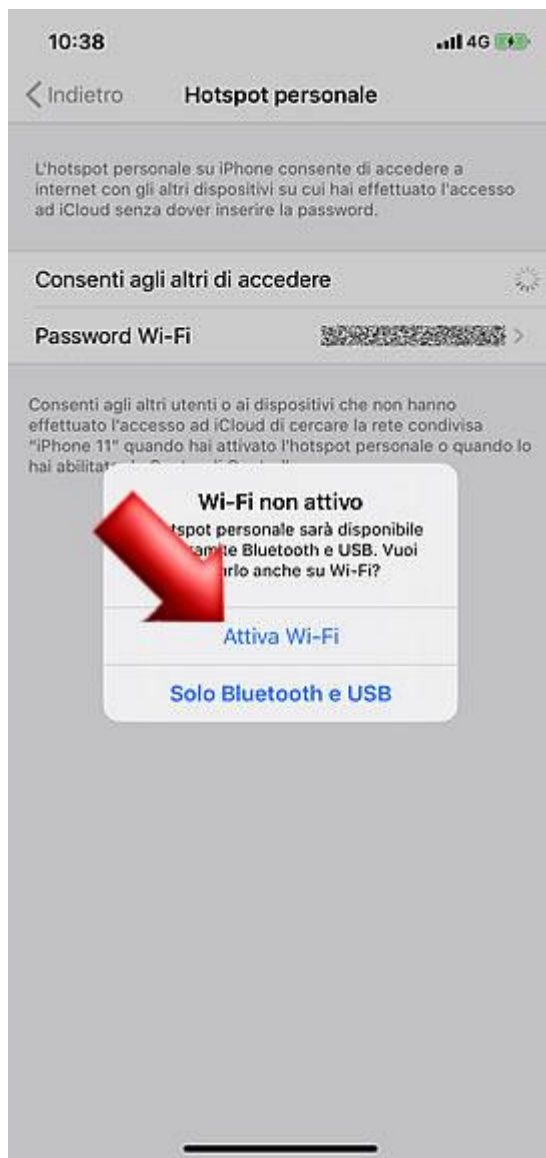 10:38
4G
Indietro
Hotspot personale
L'hotspot personale su iPhone consente di accedere a
internet con gli altri dispositivi su cui hai effettuato l'accesso
ad iCloud senza dover inserire la password.
Consenti agli altri di accedere
Password Wi-Fi
Consenti agli altri utenti o ai dispositivi che non hanno
effettuato l'accesso ad iCloud di cercare la rete condivisa
"iPhone 11" quando hai attivato l'hotspot personale o quando lo
hai
Wi-Fi non attivo
personale sarà disponibile
Bluetooth e USB. Vuoi
anche su Wi-Fi?
Attiva Wi-Fi
Solo Bluetooth e USB